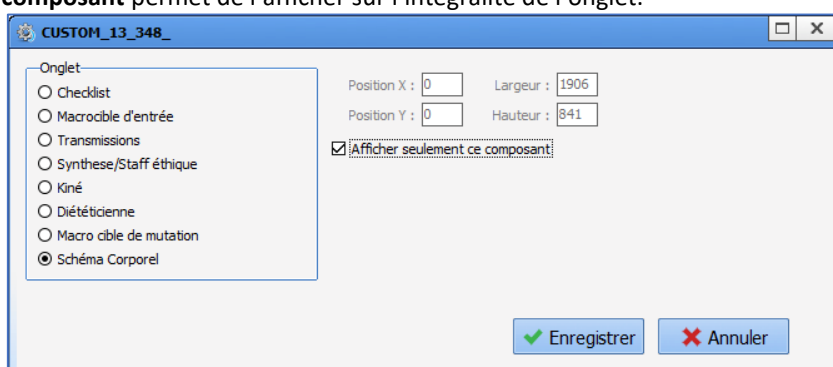 composant permet de l'afficher sur l'intégralité de l'onglet.
CUSTOM_13_348_
Onglet
Checklist
Macrocible d'entrée
Transmissions
Synthese/Staff éthique
Kiné
Diététicienne
Macro cible de mutation
Schéma Corporel
Position X : 0 Largeur : 1906
Position Y : 0 Hauteur : 841
Afficher seulement ce composant
Enregistrer Annuler